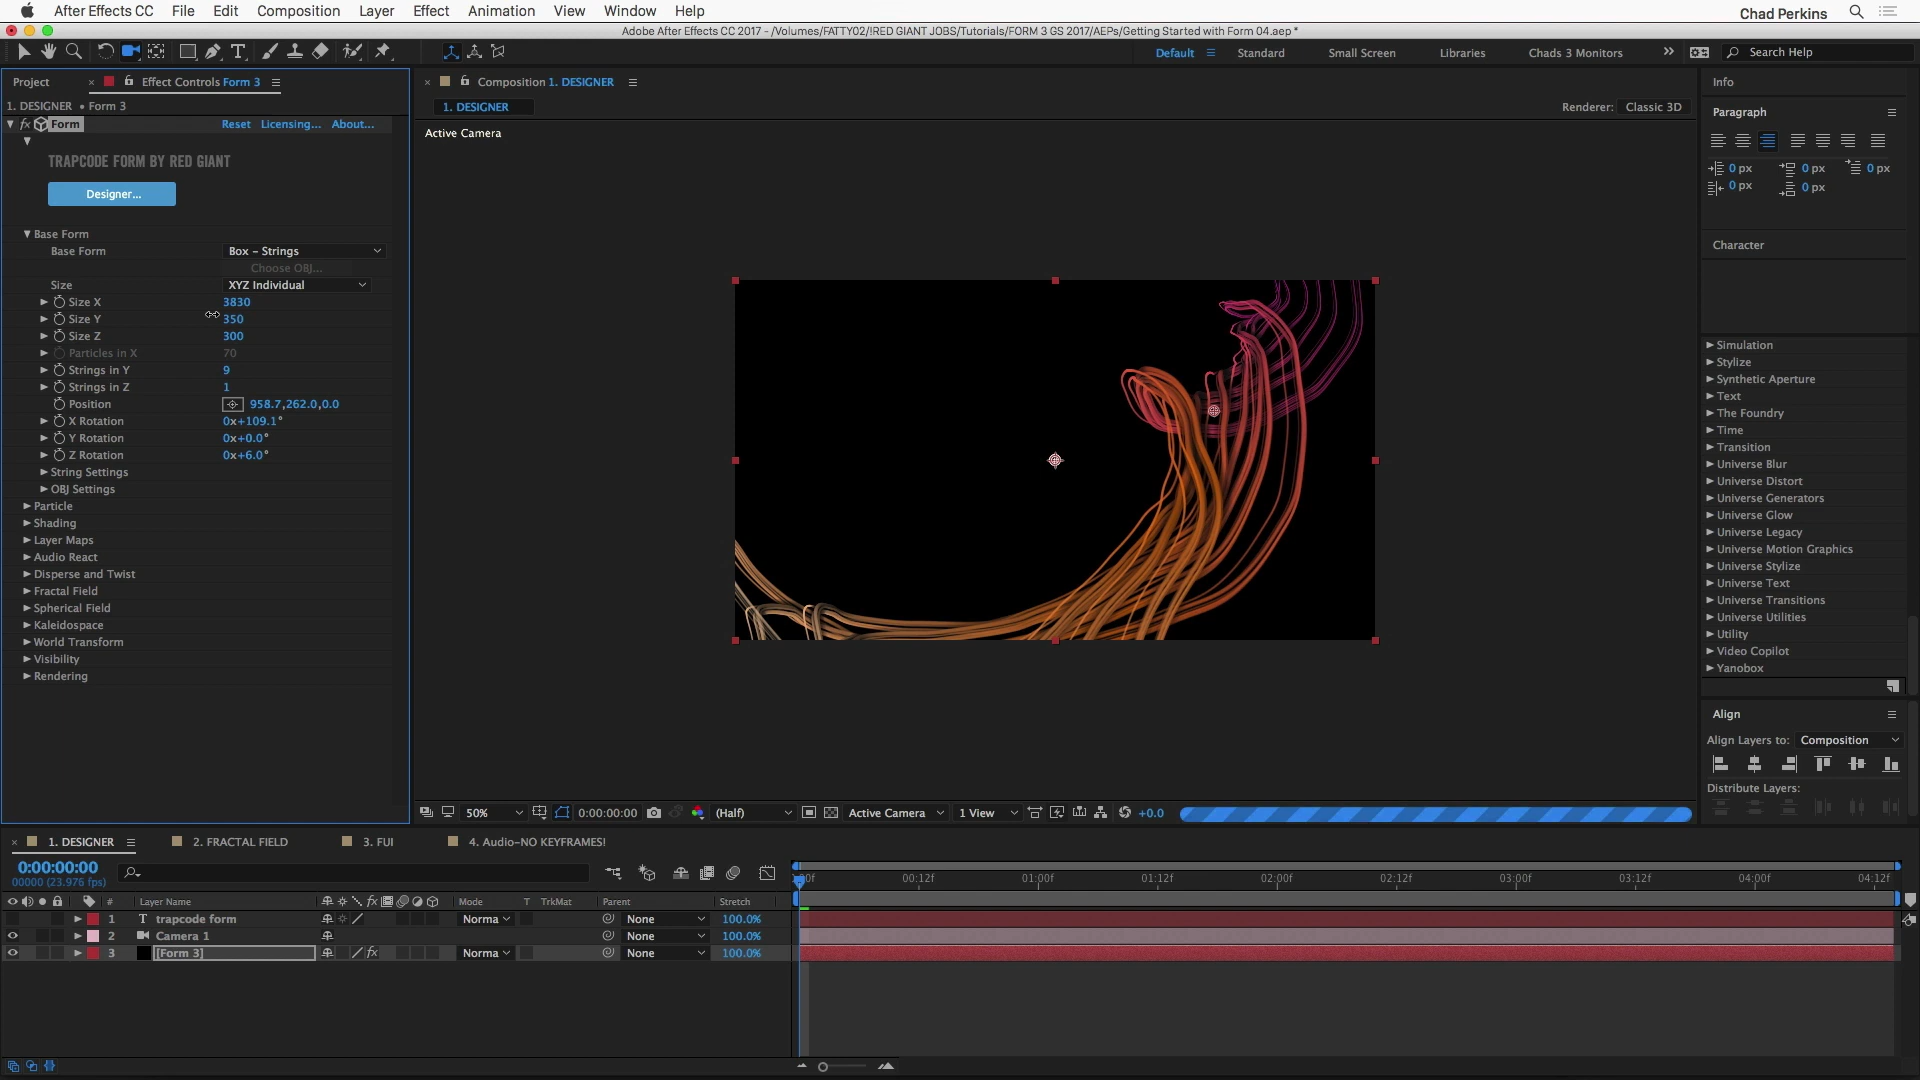 After Effects CC File Edit Composition Layer Effect Animation View Window Help Chad Perkins
Adobe After Effects CC 2017 - /Volumes/FATTY02/!RED GIANT JOBS/Tutorials/FORM 3 GS 2017/AEPs/Getting Started with Form 04.aep *
Default Standard Small Screen Libraries Chads 3 Monitors Search Help
Project Effect Controls Form 3
1. DESIGNER • Form 3
fx Form Reset Licensing... About...
TRAPCODE FORM BY RED GIANT
Designer...
Base Form
Base Form Box - Strings
Choose OBJ...
Size XYZ Individual
Size X 3830
Size Y 350
Size Z 300
Particles in X 70
Strings in Y 9
Strings in Z 1
Position 958.7,262.0,0.0
X Rotation 0x+109.1°
Y Rotation 0x+0.0°
Z Rotation 0x+6.0°
String Settings
OBJ Settings
Particle
Shading
Layer Maps
Audio React
Disperse and Twist
Fractal Field
Spherical Field
Kaleidospace
World Transform
Visibility
Rendering
Composition 1. DESIGNER
1. DESIGNER Renderer: Classic 3D
Active Camera
50% 0:00:00:00 (Half) Active Camera 1 View +0.0
Info
Paragraph
0 px 0 px 0 px
0 px 0 px
Character
Simulation
Stylize
Synthetic Aperture
Text
The Foundry
Time
Transition
Universe Blur
Universe Distort
Universe Generators
Universe Glow
Universe Legacy
Universe Motion Graphics
Universe Stylize
Universe Text
Universe Transitions
Universe Utilities
Utility
Video Copilot
Yanobox
Align
Align Layers to: Composition
Distribute Layers:
1. DESIGNER 2. FRACTAL FIELD 3. FUI 4. Audio-NO KEYFRAMES!
0:00:00:00
00000 (23.976 fps)
00f 00:12f 01:00f 01:12f 02:00f 02:12f 03:00f 03:12f 04:00f 04:12f
# Layer Name fx Mode T TrkMat Parent Stretch
1 T trapcode form Norma None 100.0%
2 Camera 1 None 100.0%
3 [Form 3] fx Norma None 100.0%